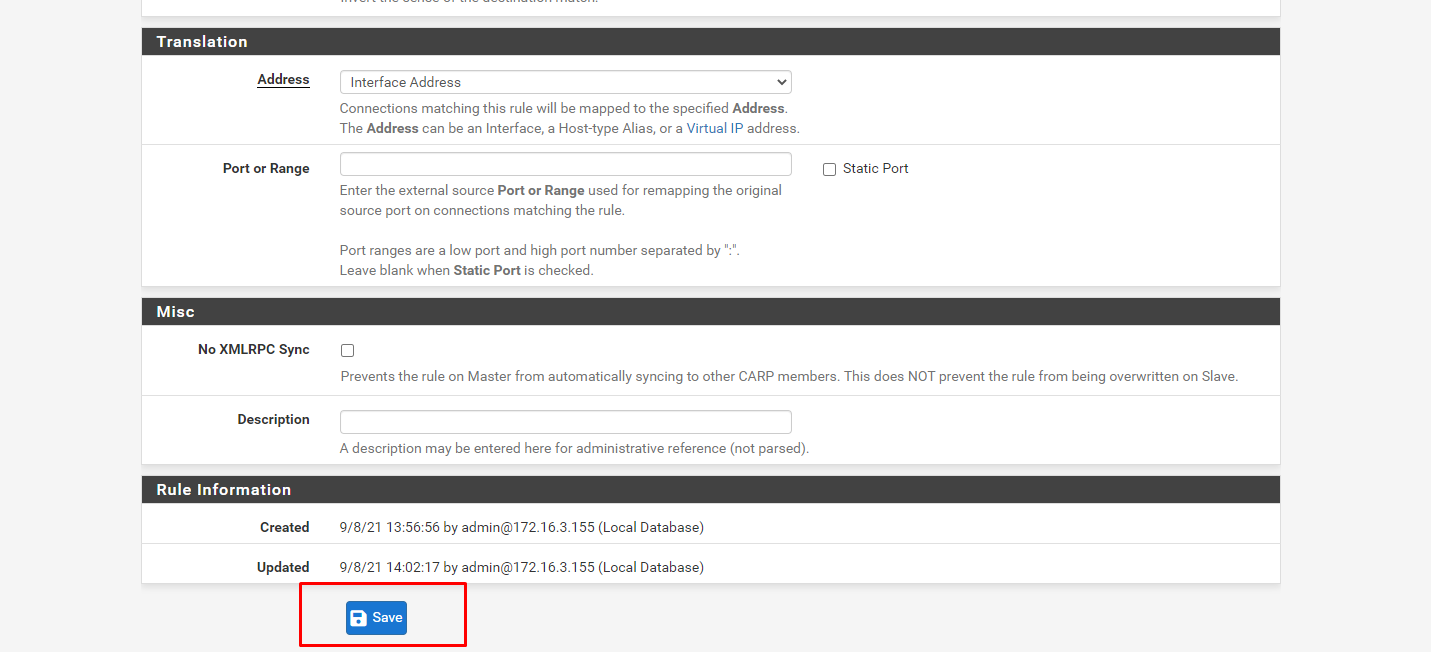 Invert the sense of the destination match.
Translation
Address
Interface Address
Connections matching this rule will be mapped to the specified Address.
The Address can be an Interface, a Host-type Alias, or a Virtual IP address.
Port or Range
Static Port
Enter the external source Port or Range used for remapping the original
source port on connections matching the rule.
Port ranges are a low port and high port number separated by ":".
Leave blank when Static Port is checked.
Misc
No XMLRPC Sync
Prevents the rule on Master from automatically syncing to other CARP members. This does NOT prevent the rule from being overwritten on Slave.
Description
A description may be entered here for administrative reference (not parsed).
Rule Information
Created
9/8/21 13:56:56 by admin@172.16.3.155 (Local Database)
Updated
9/8/21 14:02:17 by admin@172.16.3.155 (Local Database)
Save